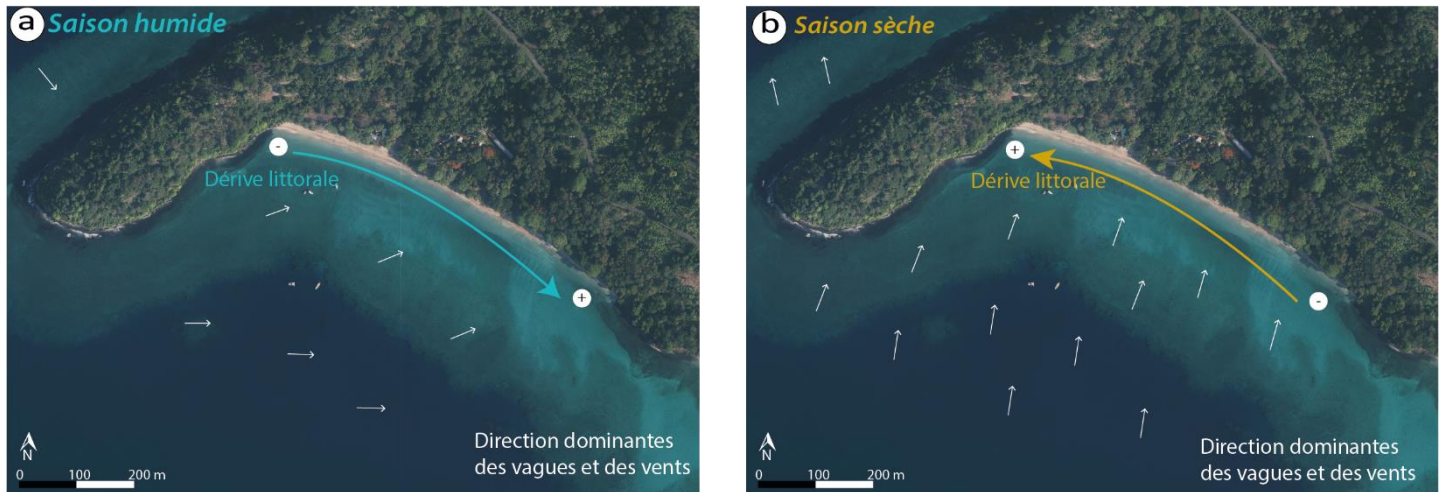 a Saison humide
-
Dérive littorale
+
Direction dominantes
des vagues et des vents
N
0 100 200 m
b Saison sèche
+
Dérive littorale
-
Direction dominantes
des vagues et des vents
N
0 100 200 m